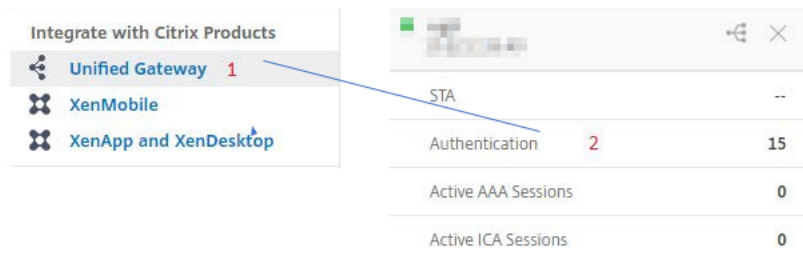 Integrate with Citrix Products
Unified Gateway 1
XenMobile
XenApp and XenDesktop
STA --
Authentication 2 15
Active AAA Sessions 0
Active ICA Sessions 0